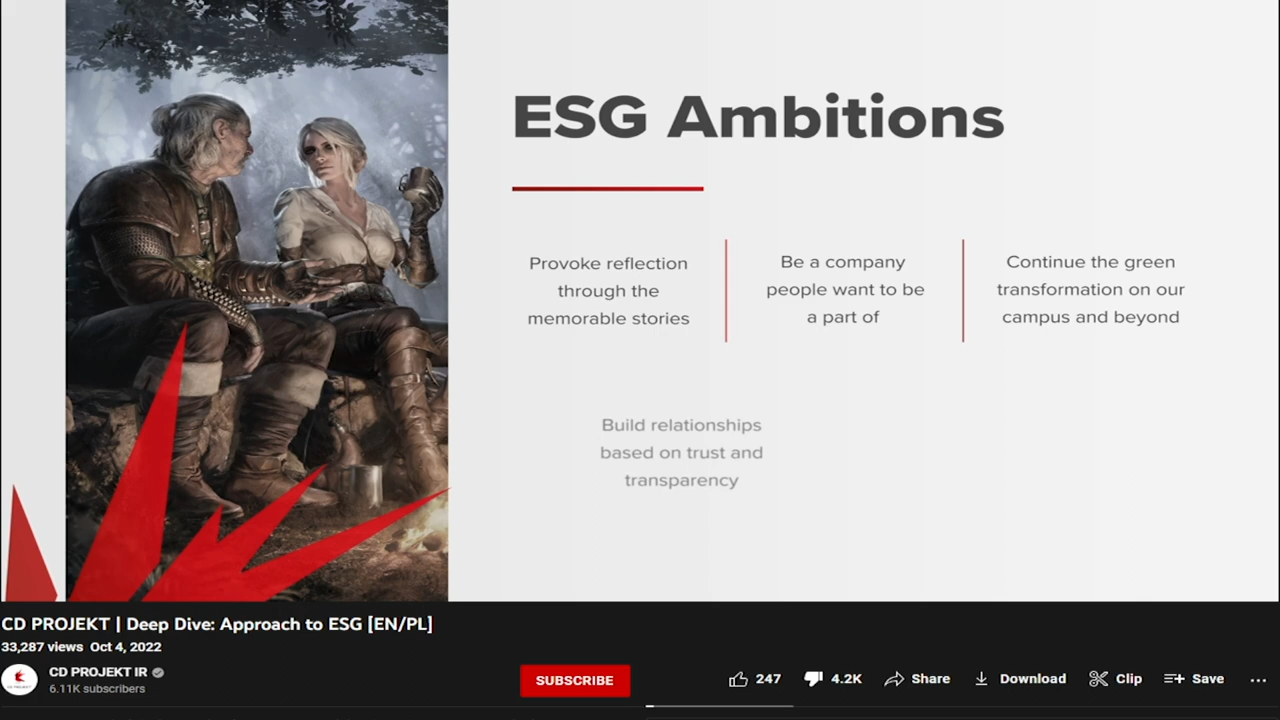 ESG Ambitions
Provoke reflection
through the
memorable stories
Be a company
people want to be
a part of
Continue the green
transformation on our
campus and beyond
Build relationships
based on trust and
transparency
CD PROJEKT | Deep Dive: Approach to ESG [EN/PL]
33,287 views Oct 4, 2022
CD PROJEKT
CD PROJEKT IR
6.11K subscribers
SUBSCRIBE
247
4.2K
Share
Download
Clip
Save